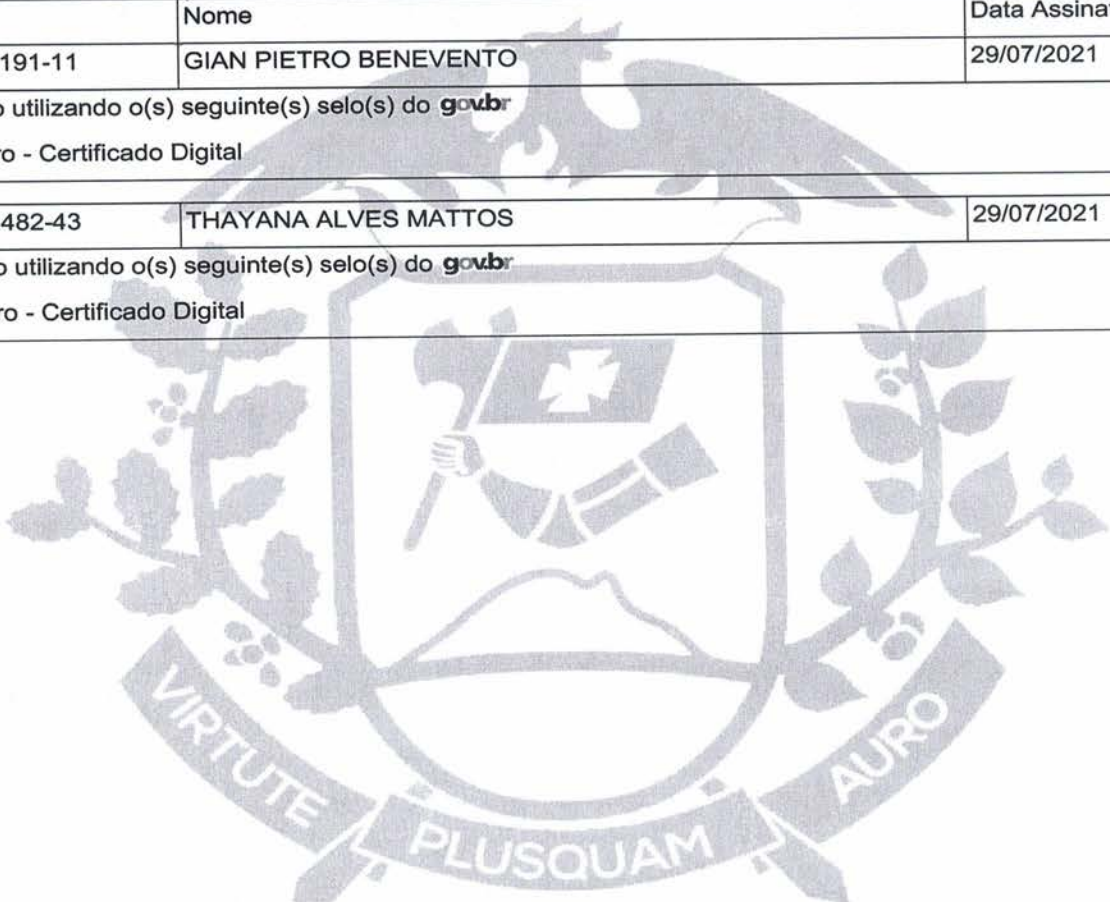 Nome Data Assina
191-11 GIAN PIETRO BENEVENTO 29/07/2021
o utilizando o(s) seguinte(s) selo(s) do gov.br
ro - Certificado Digital
482-43 THAYANA ALVES MATTOS 29/07/2021
o utilizando o(s) seguinte(s) selo(s) do gov.br
ro - Certificado Digital
VIRTUTE PLUSQUAM AURO